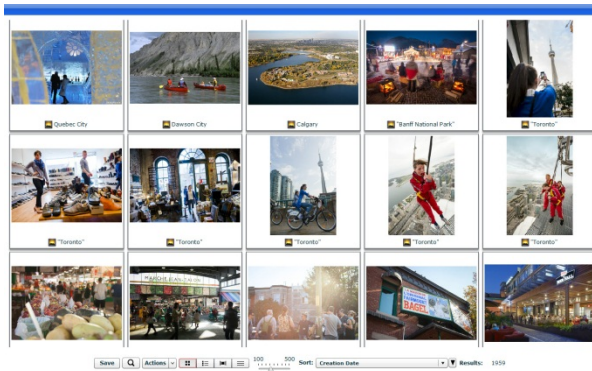 Quebec City
Dawson City
Calgary
"Banff National Park"
"Toronto"
"Toronto"
"Toronto"
"Toronto"
"Toronto"
"Toronto"
BAGEL
Save
Actions
100 500
Sort:
Creation Date
Results: 1959